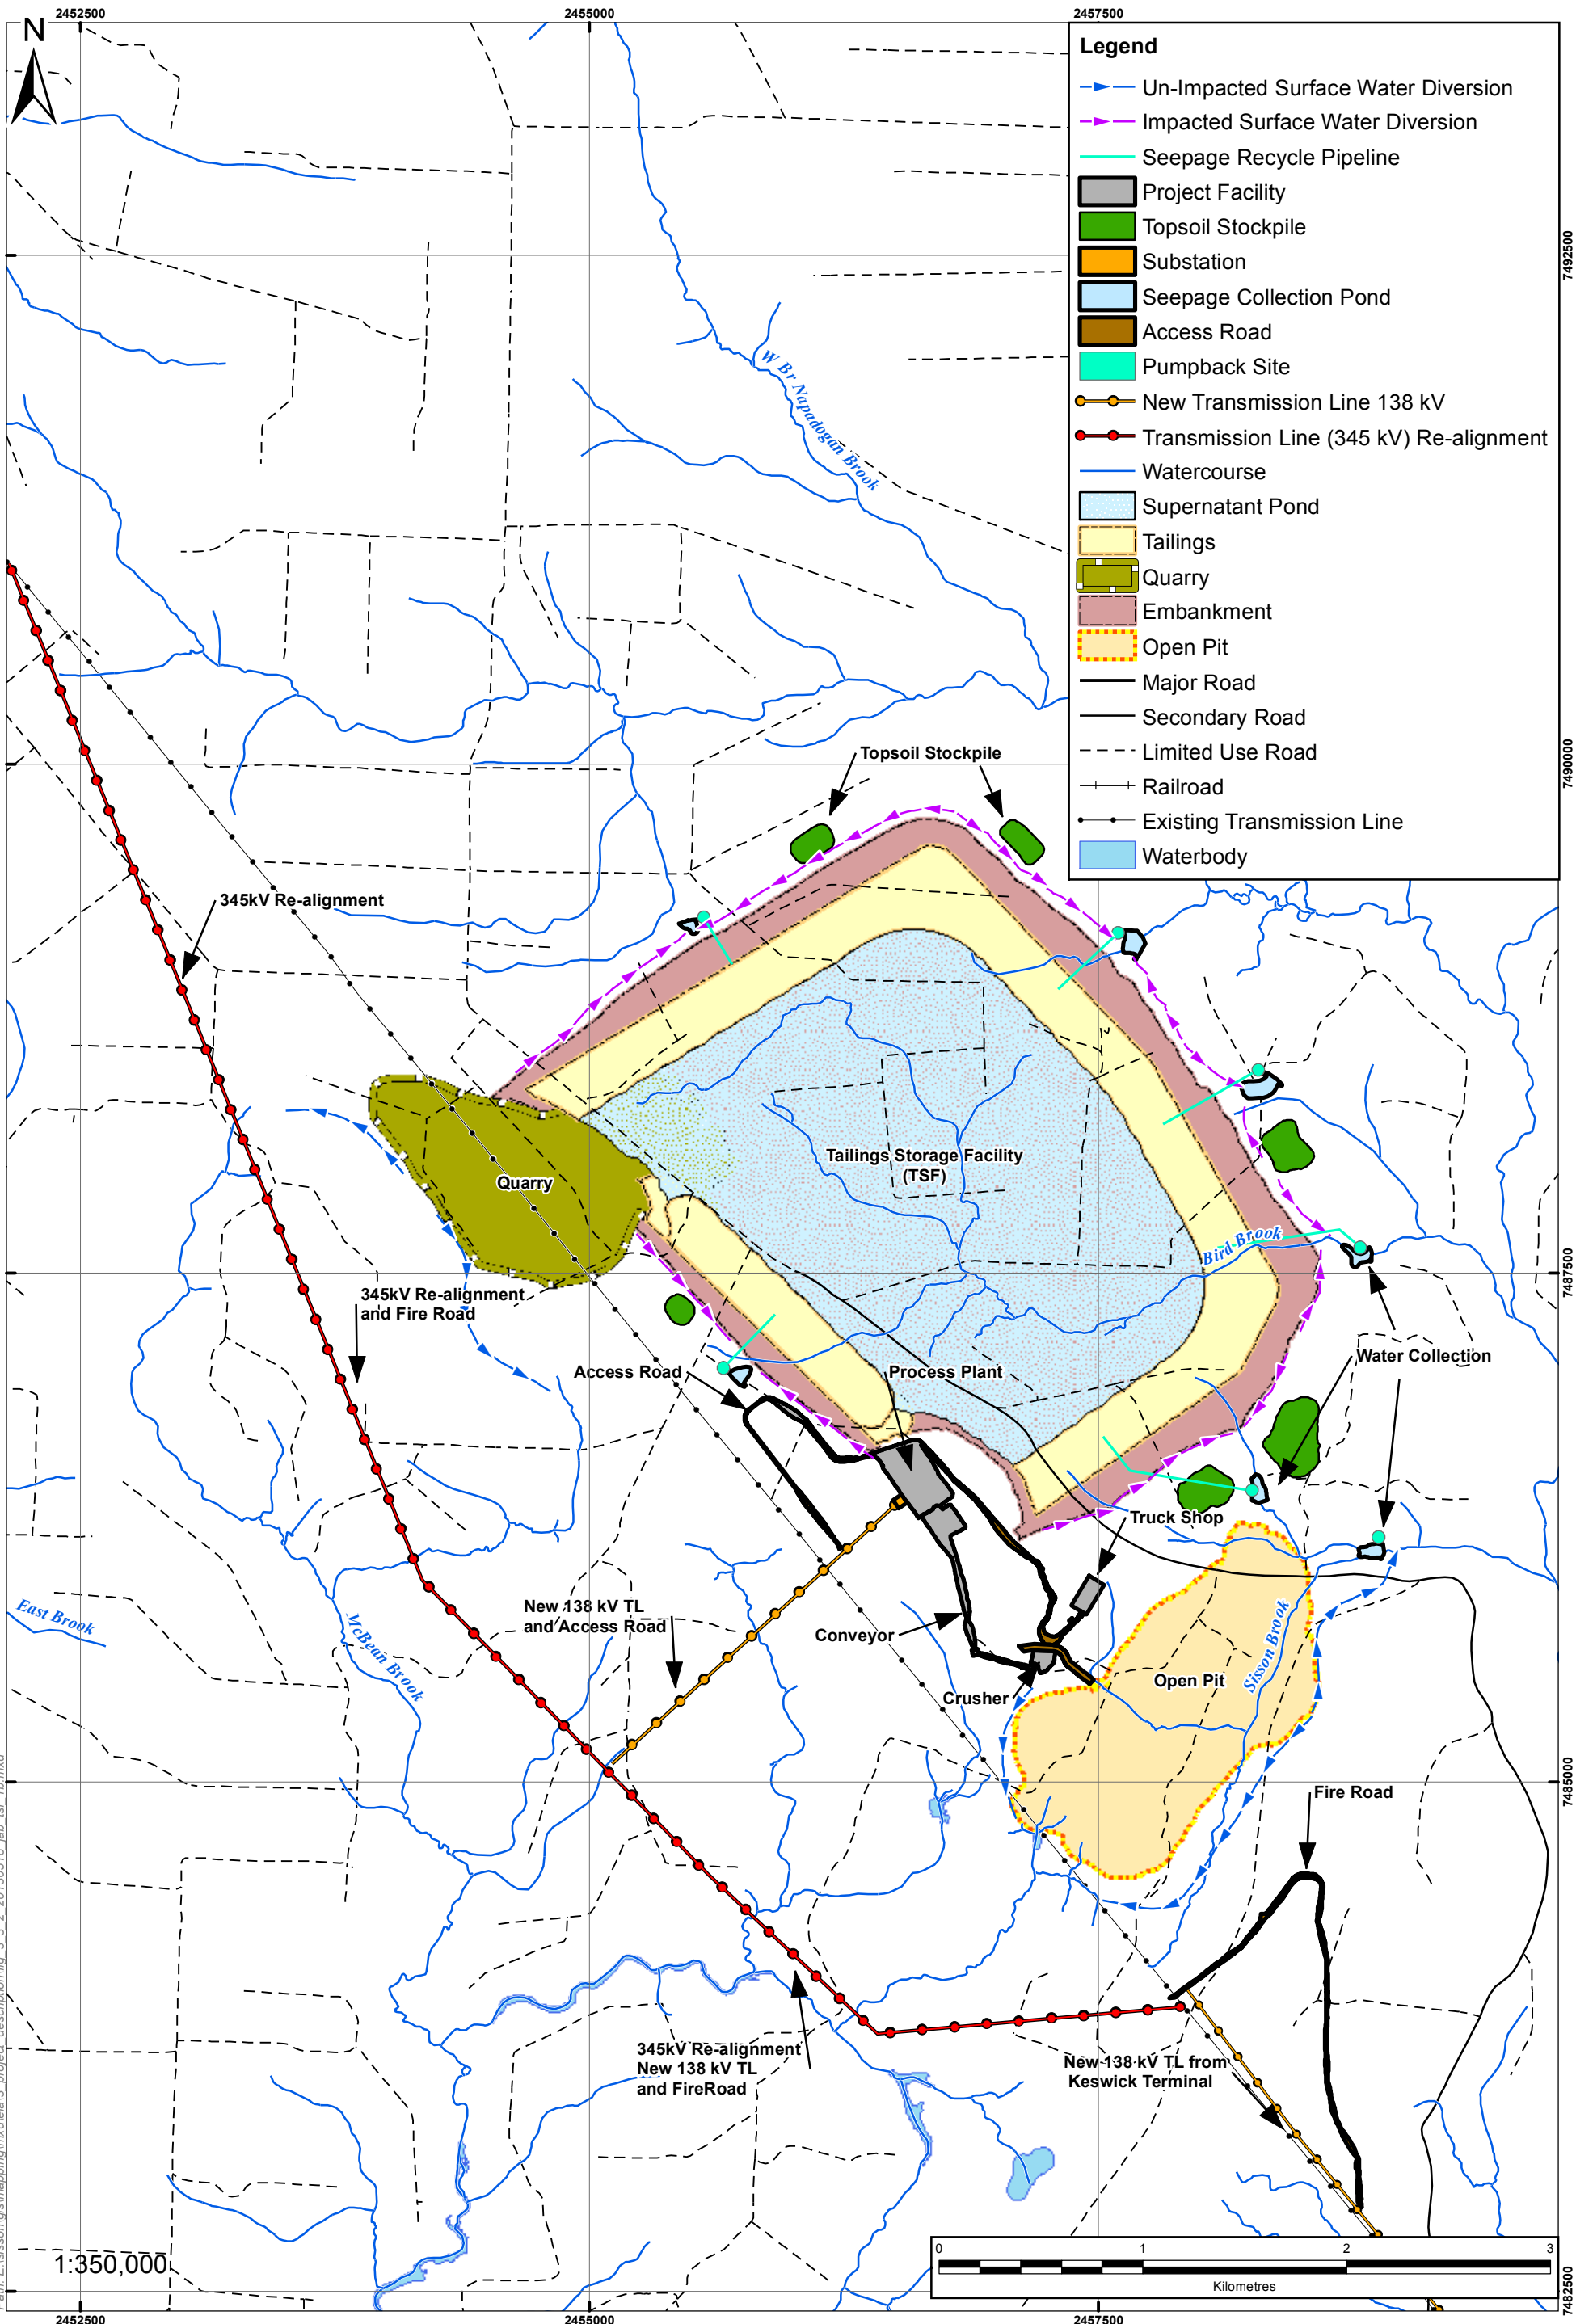 2452500
2455000
2457500
N
Legend
Un-Impacted Surface Water Diversion
Impacted Surface Water Diversion
Seepage Recycle Pipeline
Project Facility
Topsoil Stockpile
Substation
Seepage Collection Pond
Access Road
Pumpback Site
New Transmission Line 138 kV
Transmission Line (345 kV) Re-alignment
Watercourse
Supernatant Pond
Tailings
Quarry
Embankment
Open Pit
Major Road
Secondary Road
Limited Use Road
Railroad
Existing Transmission Line
Waterbody
7492500
W Br Napadogan Brook
7490000
Topsoil Stockpile
345kV Re-alignment
Tailings Storage Facility
(TSF)
Quarry
Bird Brook
7487500
345kV Re-alignment
and Fire Road
Water Collection
Access Road
Process Plant
Truck Shop
East Brook
McBean Brook
New 138 kV TL
and Access Road
Conveyor
Sisson Brook
Open Pit
Crusher
7485000
Fire Road
345kV Re-alignment
New 138 kV TL
and FireRoad
New 138 kV TL from
Keswick Terminal
1:350,000
0
1
2
3
Kilometres
7482500
2452500
2455000
2457500